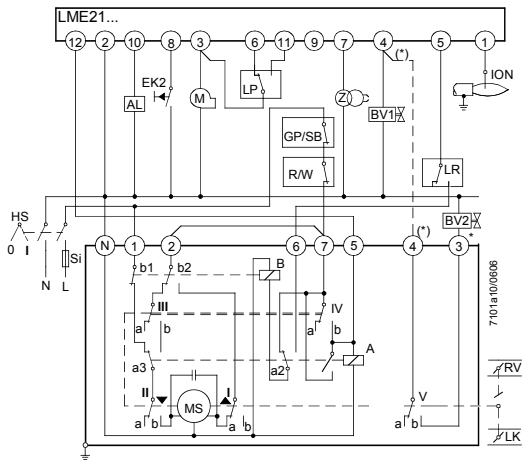 LME21...
12 2 10 8 3 6 11 9 7 4 (*) 5 1
ION
EK2
LP
Z
AL
M
BV1
GP/SB
R/W
LR
HS
0 I
Si
BV2
N L
N 1 2 6 7 5 4 (*) 3 *
b1 b2 B
III IV
a b a b
A
a3 a2
II I V
MS
a b a b a b
RV
LK
7101a10/0606